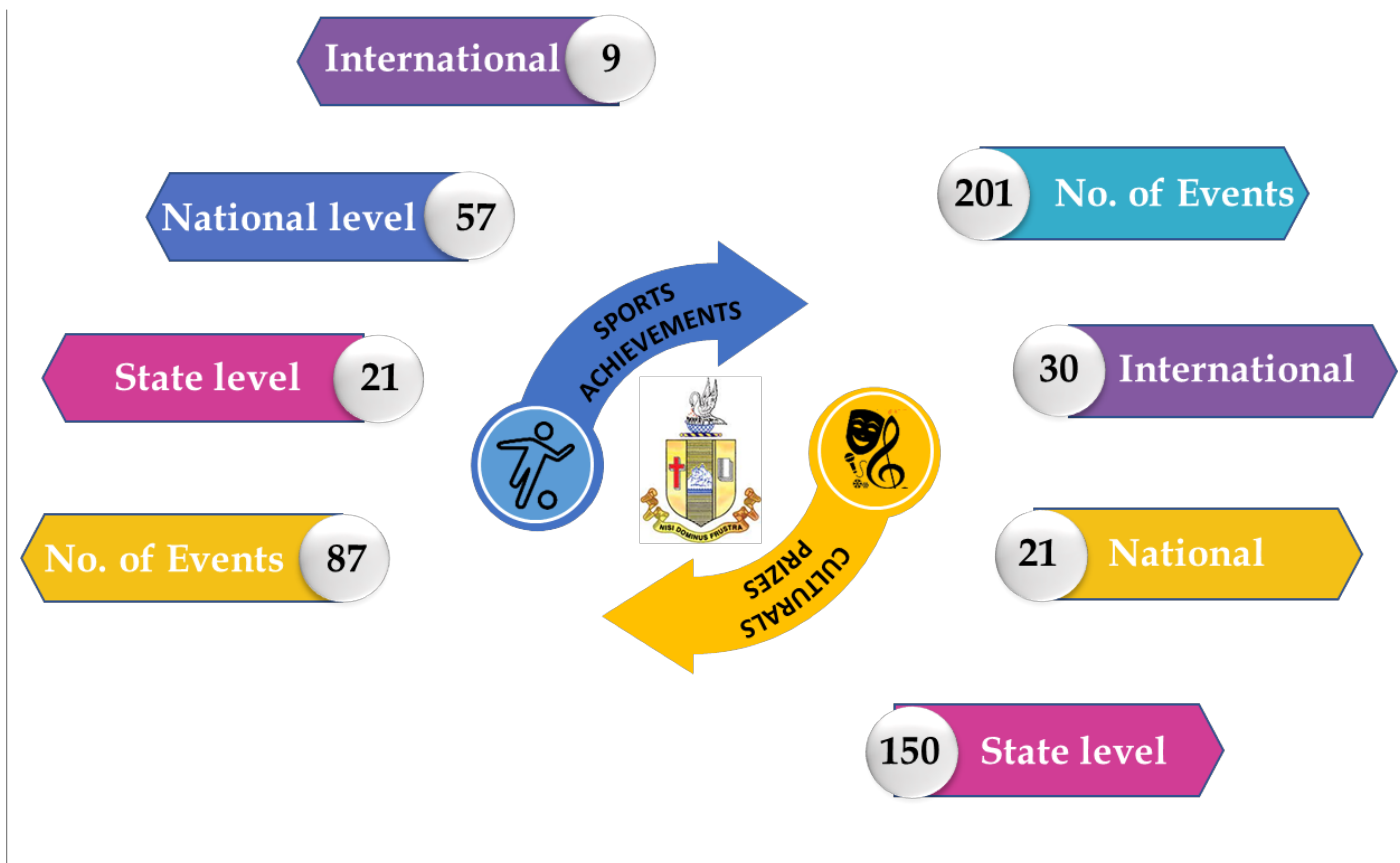 International 9
National level 57
State level 21
No. of Events 87
SPORTS
ACHIEVEMENTS
NISI DOMINUS FRUSTRA
CULTURALS
PRIZES
201 No. of Events
30 International
21 National
150 State level